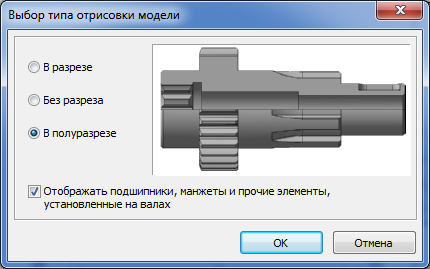 Выбор типа отрисовки модели
В разрезе
Без разреза
В полуразрезе
Отображать подшипники, манжеты и прочие элементы,
установленные на валах
OK
Отмена